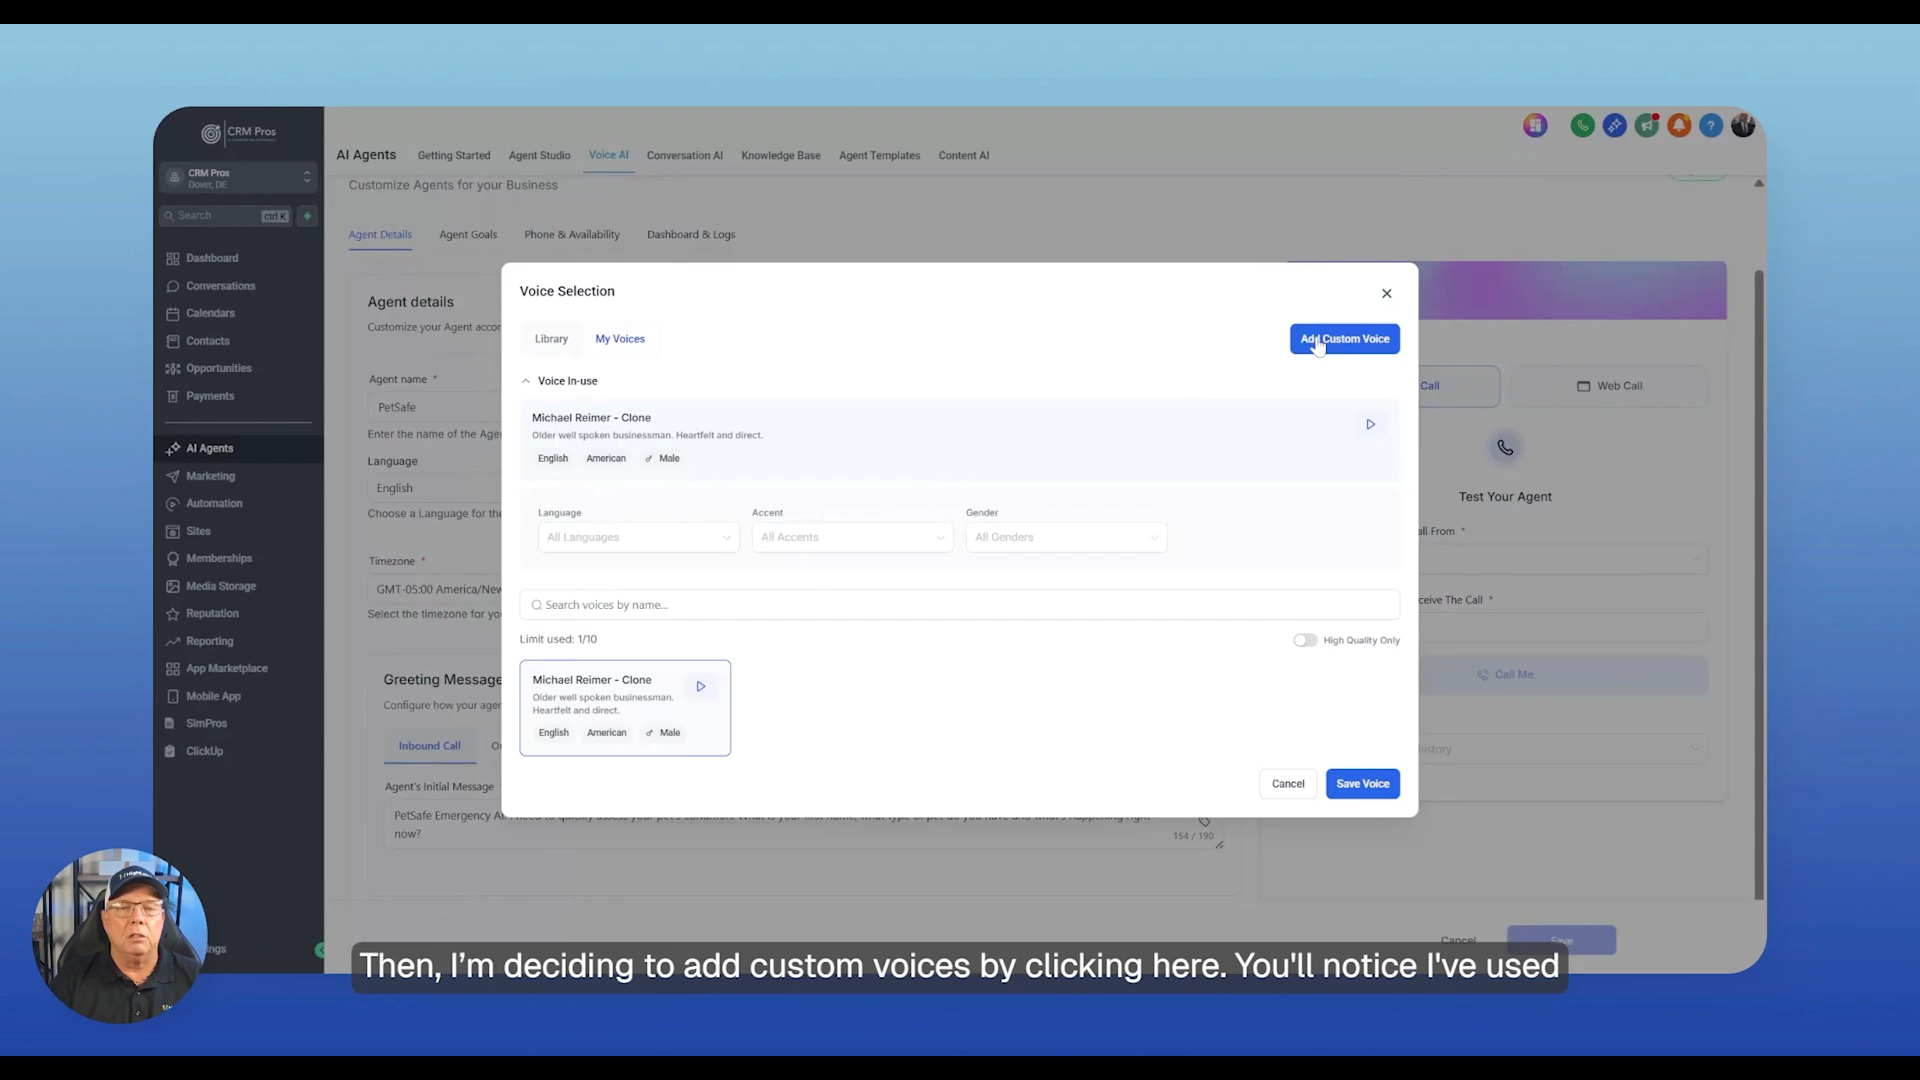 CRM Pros
CRM Pros
Dover, DE
Search
ctrl K
Dashboard
Conversations
Calendars
Contacts
Opportunities
Payments
AI Agents
Marketing
Automation
Sites
Memberships
Media Storage
Reputation
Reporting
App Marketplace
Mobile App
SimPros
ClickUp
ngs
AI Agents
Getting Started
Agent Studio
Voice AI
Conversation AI
Knowledge Base
Agent Templates
Content AI
Customize Agents for your Business
Agent Details
Agent Goals
Phone & Availability
Dashboard & Logs
Agent details
Customize your Agent accor
Agent name *
PetSafe
Enter the name of the Age
Language
English
Choose a Language for the
Timezone *
GMT-05:00 America/New
Select the timezone for yo
Greeting Message
Configure how your agen
Inbound Call
Ou
Agent's Initial Message
PetSafe Emergency AI. I need to quickly assess your pet's condition. What is your first name, what type of pet do you have and what's happening right
now?
154 / 190
Voice Selection
Library
My Voices
Add Custom Voice
Voice In-use
Michael Reimer - Clone
Older well spoken businessman. Heartfelt and direct.
English
American
♂ Male
Language
Accent
Gender
All Languages
All Accents
All Genders
Search voices by name...
Limit used: 1/10
High Quality Only
Michael Reimer - Clone
Older well spoken businessman.
Heartfelt and direct.
English
American
♂ Male
Cancel
Save Voice
Call
Web Call
Test Your Agent
all From *
ceive The Call *
Call Me
history
Cancel
Save
Then, I'm deciding to add custom voices by clicking here. You'll notice I've used